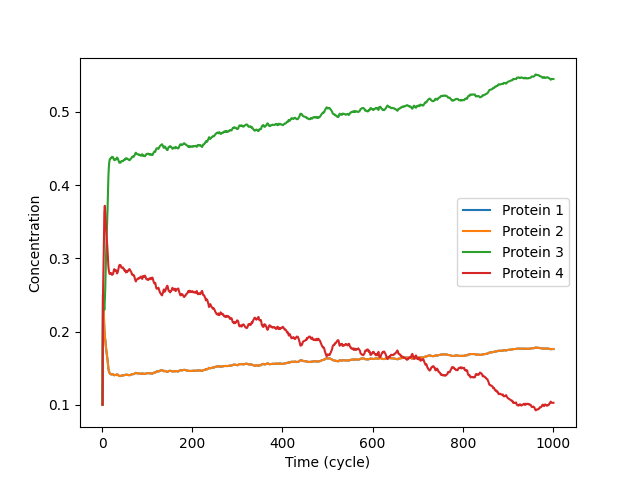 0.5
0.4
0.3
0.2
0.1
Concentration
Protein 1
Protein 2
Protein 3
Protein 4
0 200 400 600 800 1000
Time (cycle)